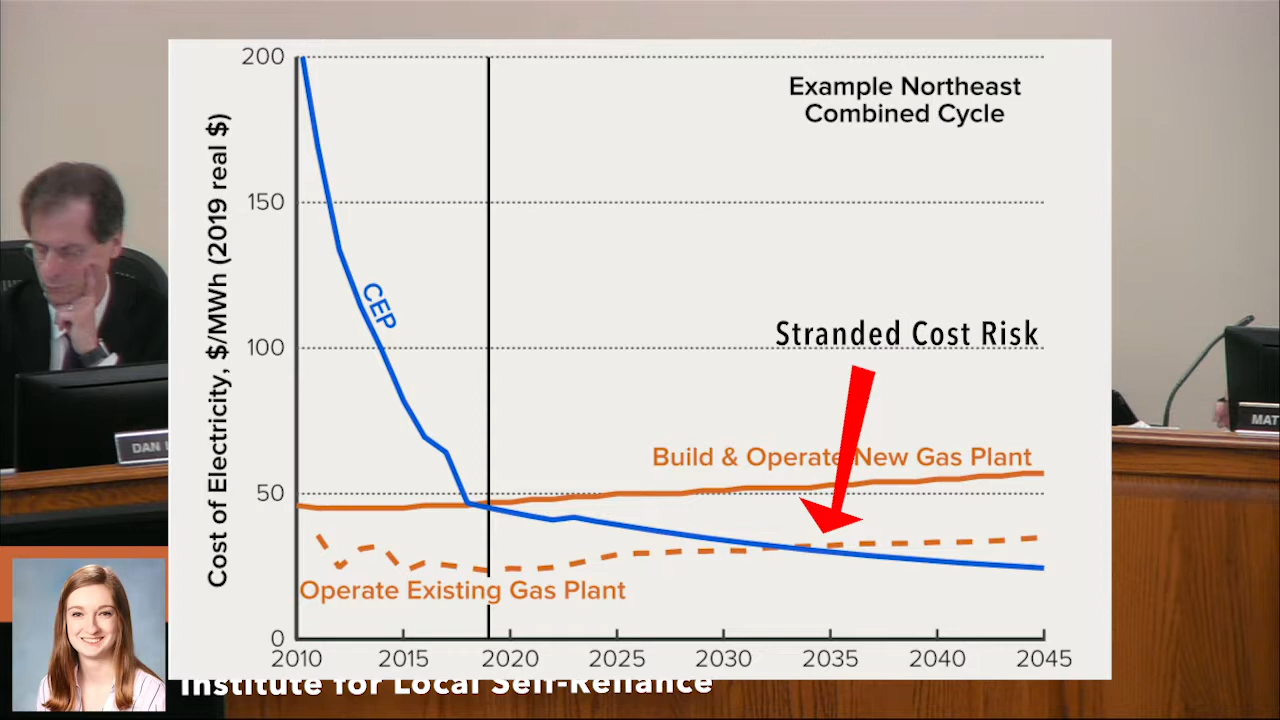 200
Example Northeast
Combined Cycle
Cost of Electricity, $/MWh (2019 real $)
150
CEP
Stranded Cost Risk
100
Build & Operate New Gas Plant
50
Operate Existing Gas Plant
0
2010 2015 2020 2025 2030 2035 2040 2045
DAN
MAT
Institute for Local Self-Reliance